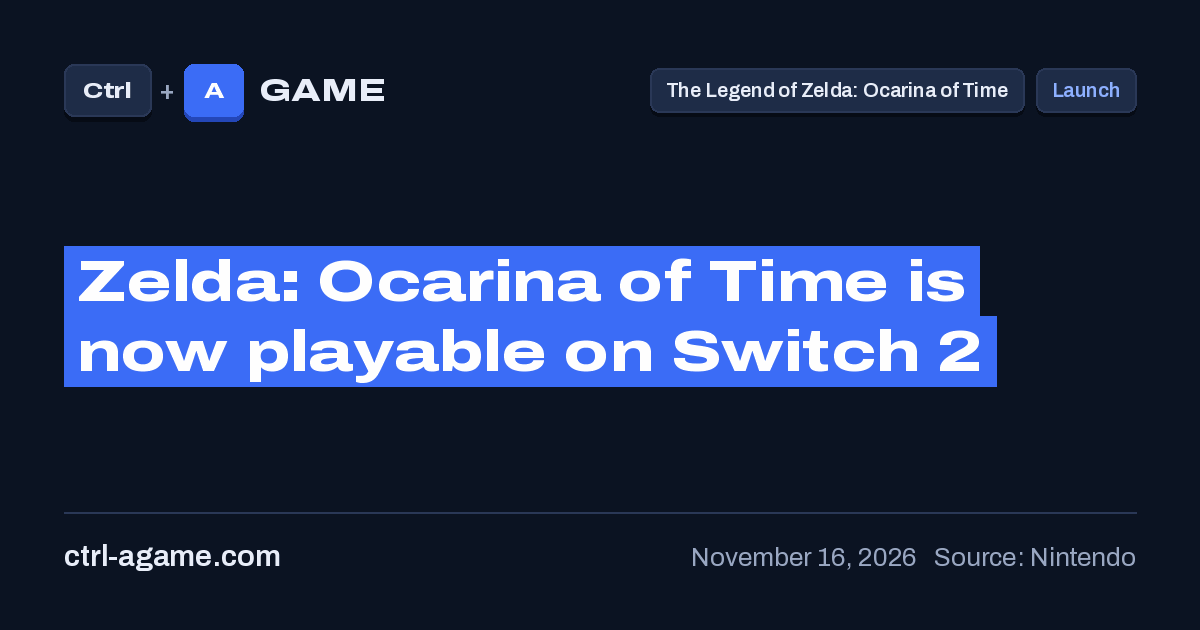 Ctrl + A GAME
The Legend of Zelda: Ocarina of Time
Launch
Zelda: Ocarina of Time is
now playable on Switch 2
ctrl-agame.com
November 16, 2026 Source: Nintendo